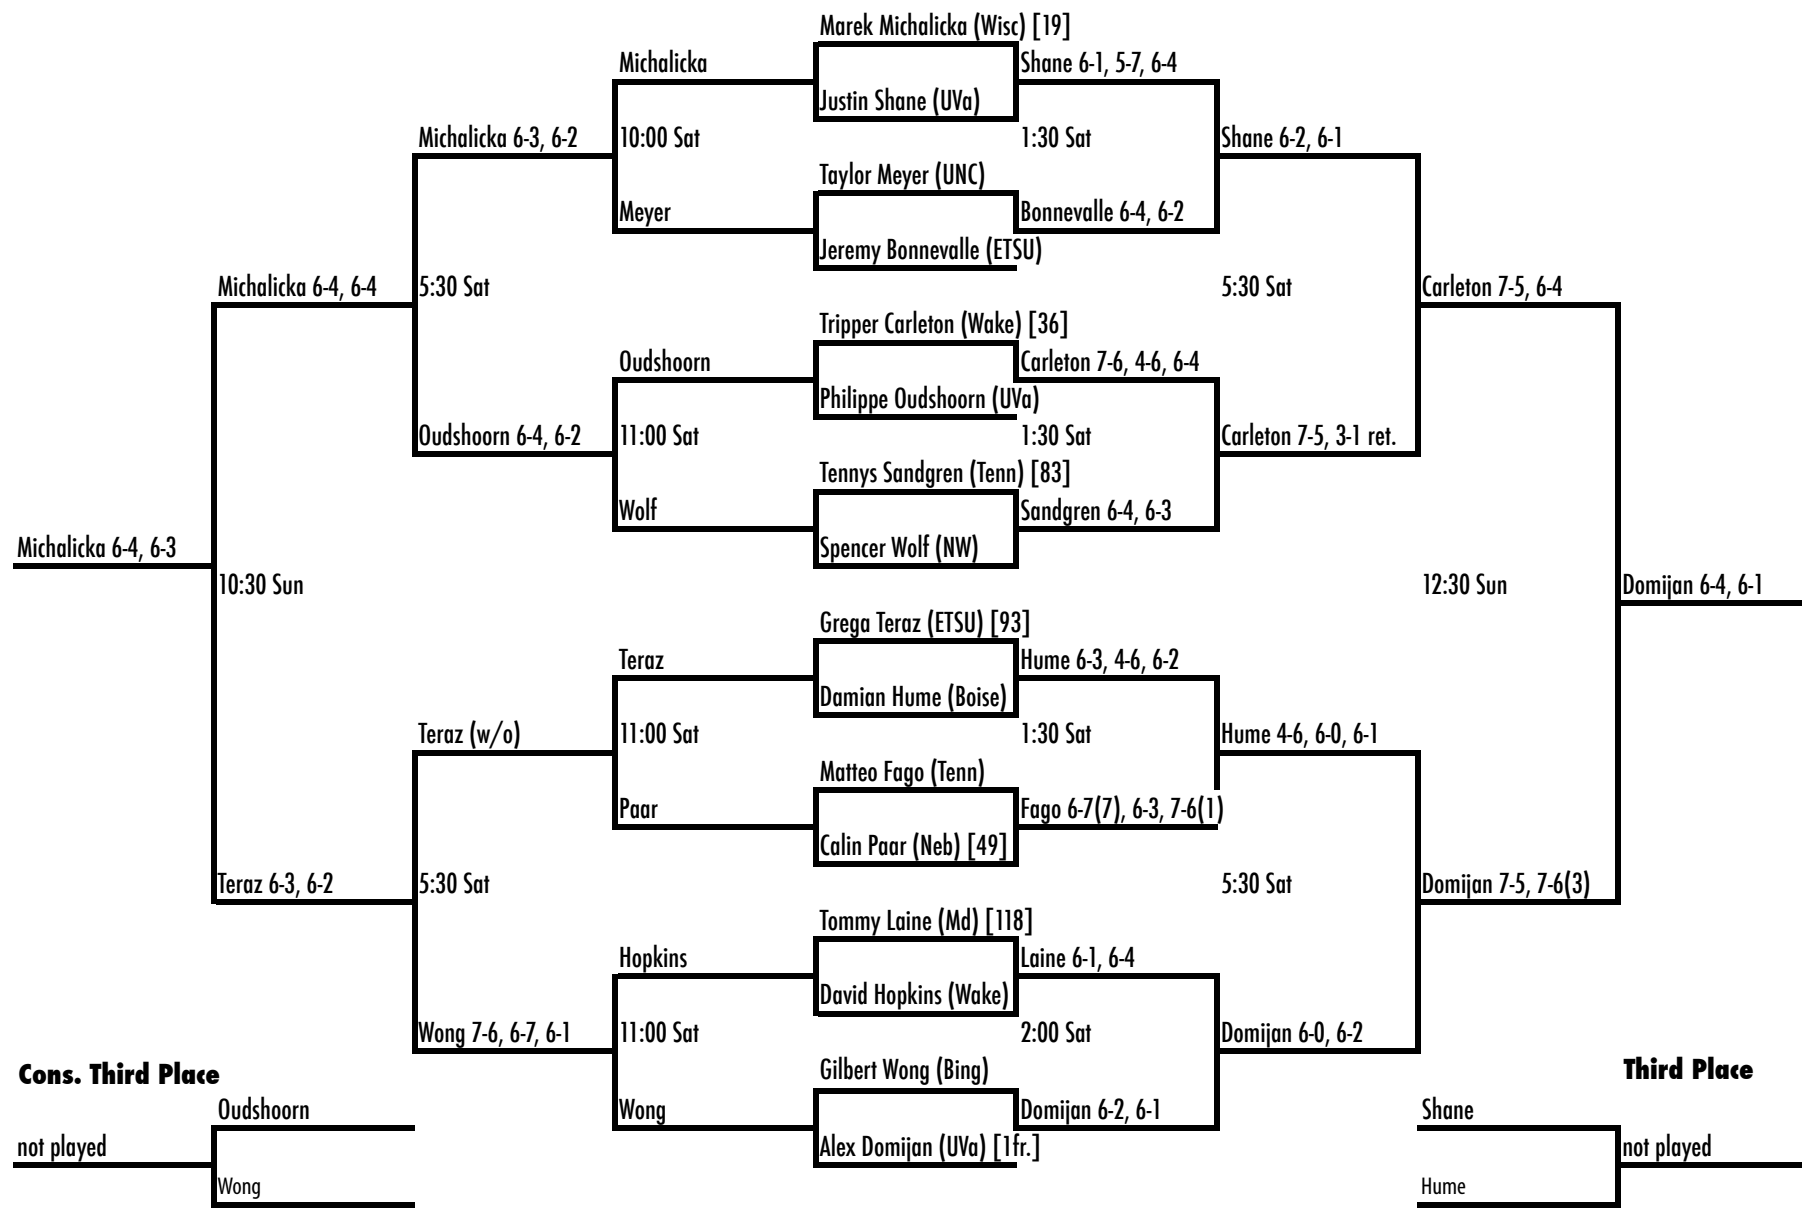 Marek Michalicka (Wisc) [19]
Michalicka
Shane 6-1, 5-7, 6-4
Justin Shane (UVa)
Michalicka 6-3, 6-2
10:00 Sat
1:30 Sat
Shane 6-2, 6-1
Taylor Meyer (UNC)
Meyer
Bonnevalle 6-4, 6-2
Jeremy Bonnevalle (ETSU)
Michalicka 6-4, 6-4
5:30 Sat
5:30 Sat
Carleton 7-5, 6-4
Tripper Carleton (Wake) [36]
Oudshoorn
Carleton 7-6, 4-6, 6-4
Philippe Oudshoorn (UVa)
Oudshoorn 6-4, 6-2
11:00 Sat
1:30 Sat
Carleton 7-5, 3-1 ret.
Tennys Sandgren (Tenn) [83]
Wolf
Sandgren 6-4, 6-3
Michalicka 6-4, 6-3
Spencer Wolf (NW)
10:30 Sun
12:30 Sun
Domijan 6-4, 6-1
Grega Teraz (ETSU) [93]
Teraz
Hume 6-3, 4-6, 6-2
Damian Hume (Boise)
Teraz (w/o)
11:00 Sat
1:30 Sat
Hume 4-6, 6-0, 6-1
Matteo Fago (Tenn)
Paar
Fago 6-7(7), 6-3, 7-6(1)
Calin Paar (Neb) [49]
Teraz 6-3, 6-2
5:30 Sat
5:30 Sat
Domijan 7-5, 7-6(3)
Tommy Laine (Md) [118]
Hopkins
Laine 6-1, 6-4
David Hopkins (Wake)
Wong 7-6, 6-7, 6-1
11:00 Sat
2:00 Sat
Domijan 6-0, 6-2
Cons. Third Place
Gilbert Wong (Bing)
Third Place
Oudshoorn
Wong
Domijan 6-2, 6-1
Shane
not played
Alex Domijan (UVa) [1fr.]
not played
Wong
Hume